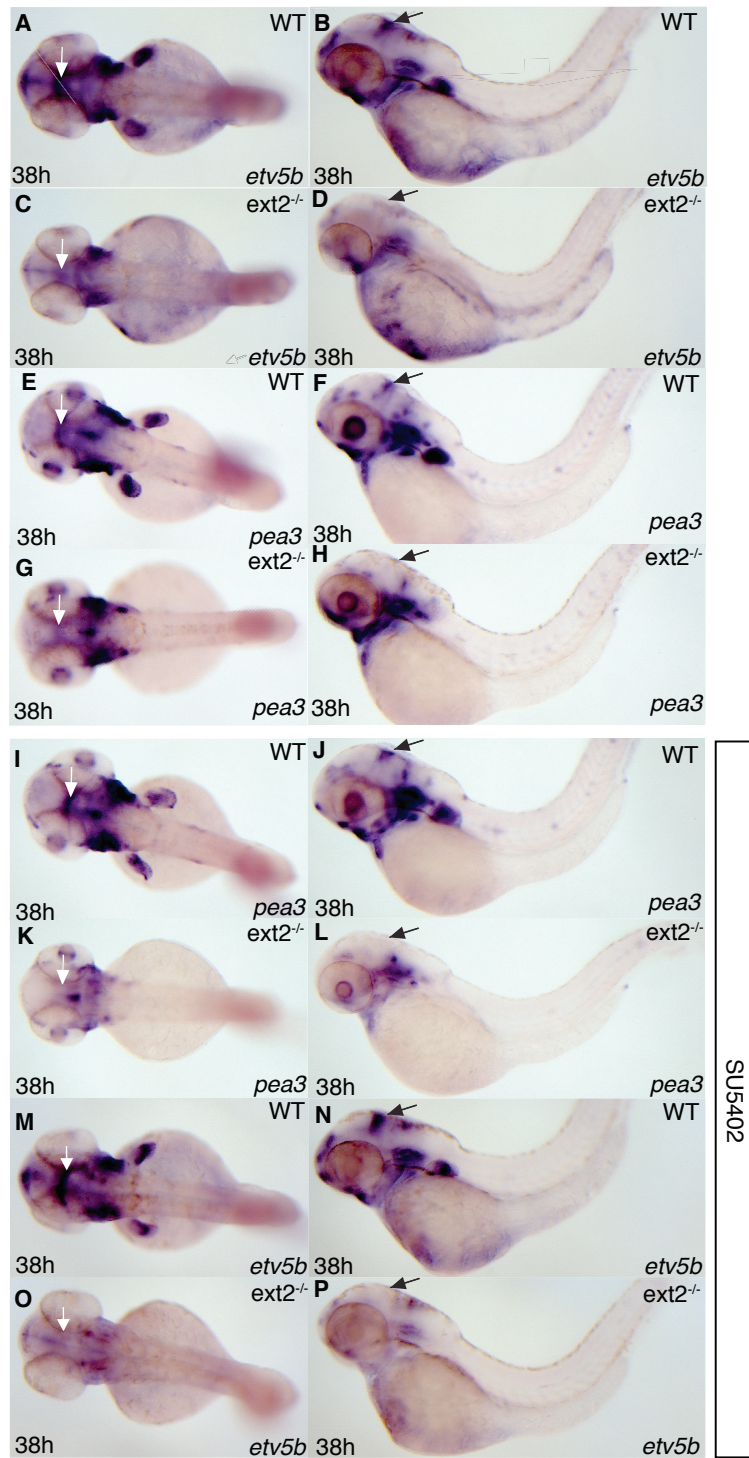 A WT
38h etv5b
B WT
38h etv5b
C ext2-/-
38h etv5b
D ext2-/-
38h etv5b
E WT
38h pea3
F WT
38h pea3
G ext2-/-
38h pea3
H ext2-/-
38h pea3
I WT
38h pea3
J WT
38h pea3
K ext2-/-
38h pea3
L ext2-/-
38h pea3
M WT
38h etv5b
N WT
38h etv5b
O ext2-/-
38h etv5b
P ext2-/-
38h etv5b
SU5402